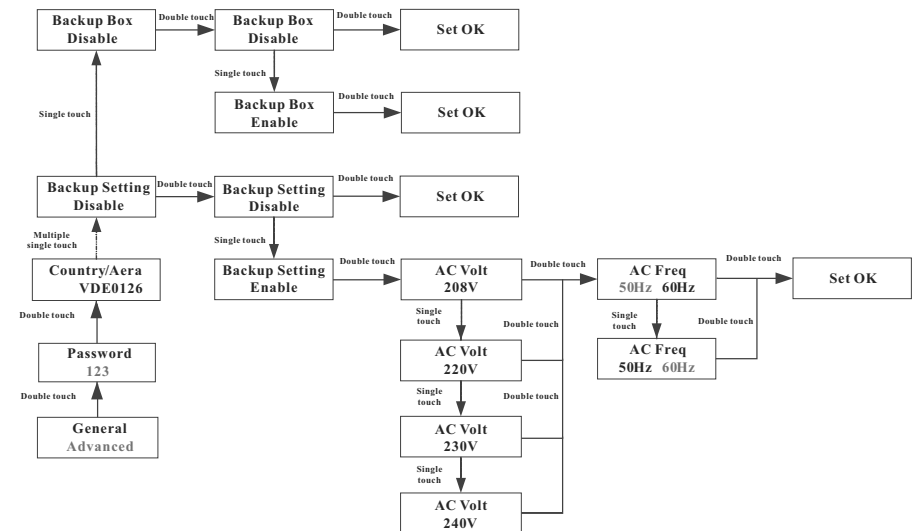 Backup Box
Disable
Double touch
Backup Box
Disable
Double touch
Set OK
Single touch
Single touch
Backup Box
Enable
Double touch
Set OK
Backup Setting
Disable
Double touch
Backup Setting
Disable
Double touch
Set OK
Multiple
single touch
Single touch
Country/Aera
VDE0126
Backup Setting
Enable
Double touch
AC Volt
208V
Double touch
AC Freq
50Hz 60Hz
Double touch
Set OK
Double touch
Single
touch
Double touch
Single
touch
Double touch
Password
123
AC Volt
220V
AC Freq
50Hz 60Hz
Double touch
Single
touch
Double touch
General
Advanced
AC Volt
230V
Single
touch
AC Volt
240V